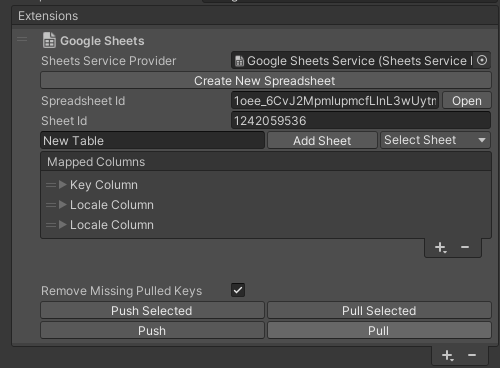 Extensions
Google Sheets
Sheets Service Provider Google Sheets Service (Sheets Service
Create New Spreadsheet
Spreadsheet Id Open
Sheet Id 1242059536
New Table Add Sheet Select Sheet
Mapped Columns
Key Column
Locale Column
Locale Column
Remove Missing Pulled Keys
Push Selected Pull Selected
Push Pull